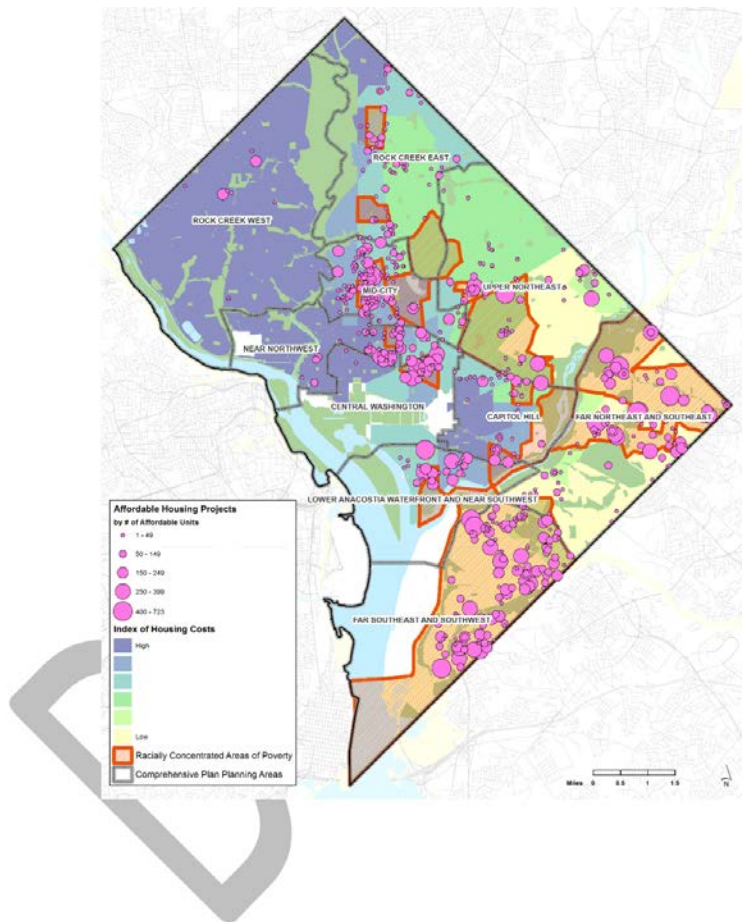 ROCK CREEK EAST
ROCK CREEK WEST
MID-CITY
UPPER NORTHEAST
NEAR NORTHWEST
CENTRAL WASHINGTON
CAPITOL HILL
FAR NORTHEAST AND SOUTHEAST
LOWER ANACOSTIA WATERFRONT AND NEAR SOUTHWEST
FAR SOUTHEAST AND SOUTHWEST
Affordable Housing Projects
by # of Affordable Units
1 - 49
50 - 149
150 - 249
250 - 399
400 - 723
Index of Housing Costs
High
Low
Racially Concentrated Areas of Poverty
Comprehensive Plan Planning Areas
Miles 0 0.5 1 1.5
N
D